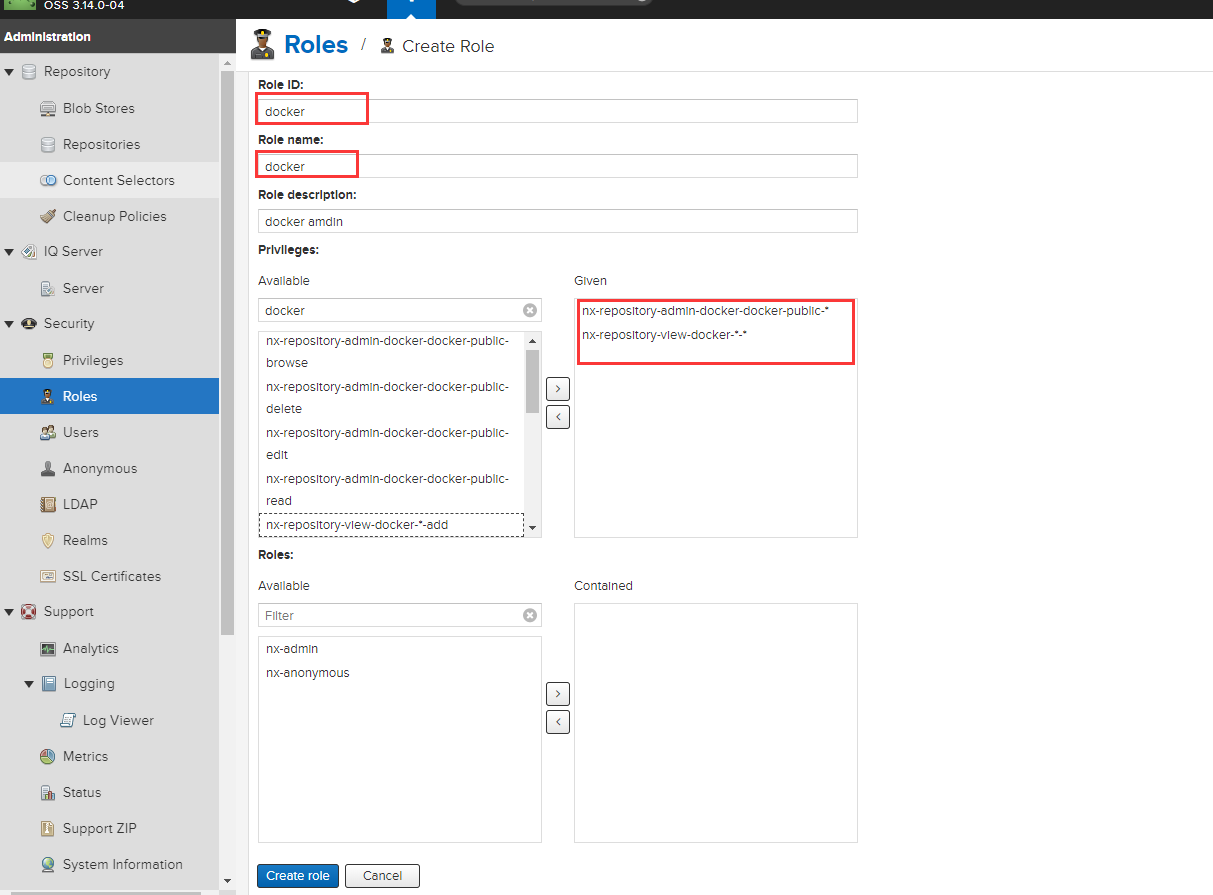 OSS 3.14.0-04
Administration
Repository
Blob Stores
Repositories
Content Selectors
Cleanup Policies
IQ Server
Server
Security
Privileges
Roles
Users
Anonymous
LDAP
Realms
SSL Certificates
Support
Analytics
Logging
Log Viewer
Metrics
Status
Support ZIP
System Information
Roles / Create Role
Role ID:
docker
Role name:
docker
Role description:
docker amdin
Privileges:
Available
docker
nx-repository-admin-docker-docker-public-
browse
nx-repository-admin-docker-docker-public-
delete
nx-repository-admin-docker-docker-public-
edit
nx-repository-admin-docker-docker-public-
read
nx-repository-view-docker-*-add
>
<
Given
nx-repository-admin-docker-docker-public-*
nx-repository-view-docker-*-*
Roles:
Available
Filter
nx-admin
nx-anonymous
>
<
Contained
Create role
Cancel